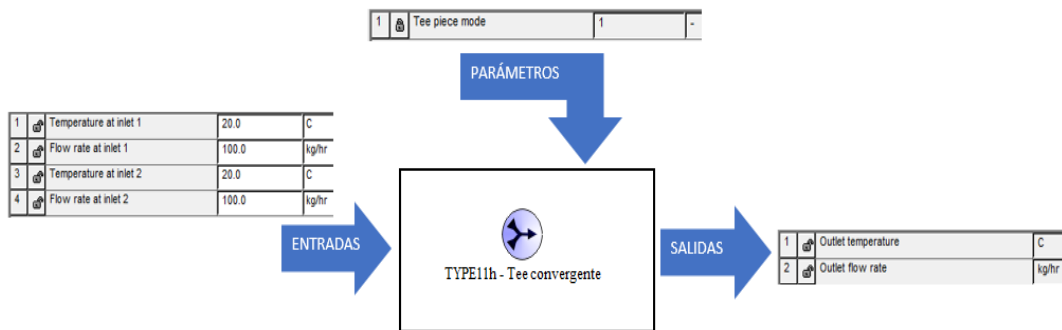 1 Tee piece mode 1 -
PARÁMETROS
1 Temperature at inlet 1 20.0 C
2 Flow rate at inlet 1 100.0 kg/hr
3 Temperature at inlet 2 20.0 C
4 Flow rate at inlet 2 100.0 kg/hr
ENTRADAS
TYPE11h - Tee convergente
SALIDAS
1 Outlet temperature C
2 Outlet flow rate kg/hr